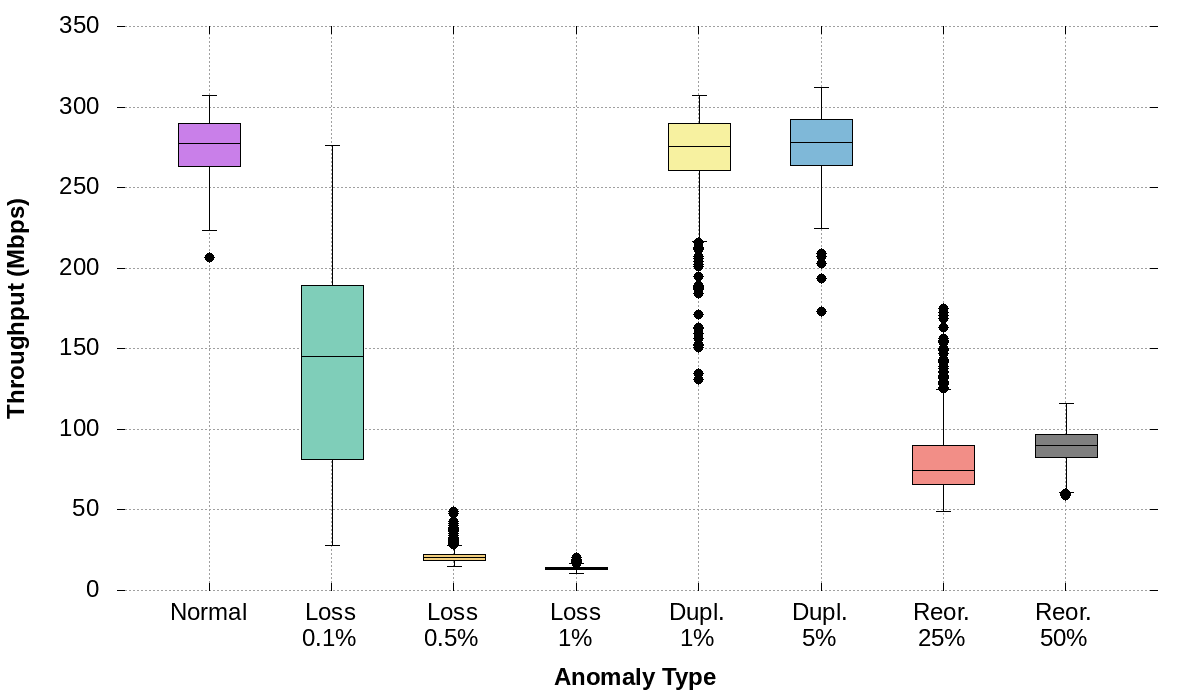 350
300
250
200
150
100
50
0
Throughput (Mbps)
Normal Loss Loss Loss Dupl. Dupl. Reor. Reor.
0.1% 0.5% 1% 1% 5% 25% 50%
Anomaly Type